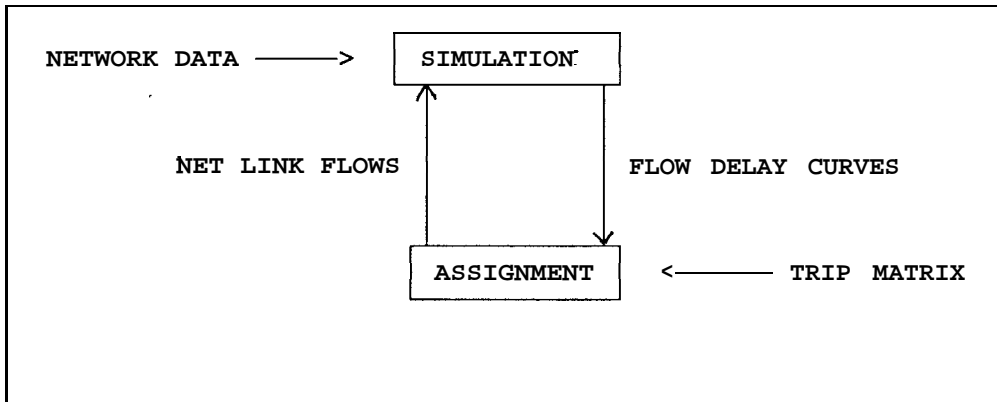 NETWORK DATA
SIMULATION
NET LINK FLOWS
FLOW DELAY CURVES
ASSIGNMENT
TRIP MATRIX